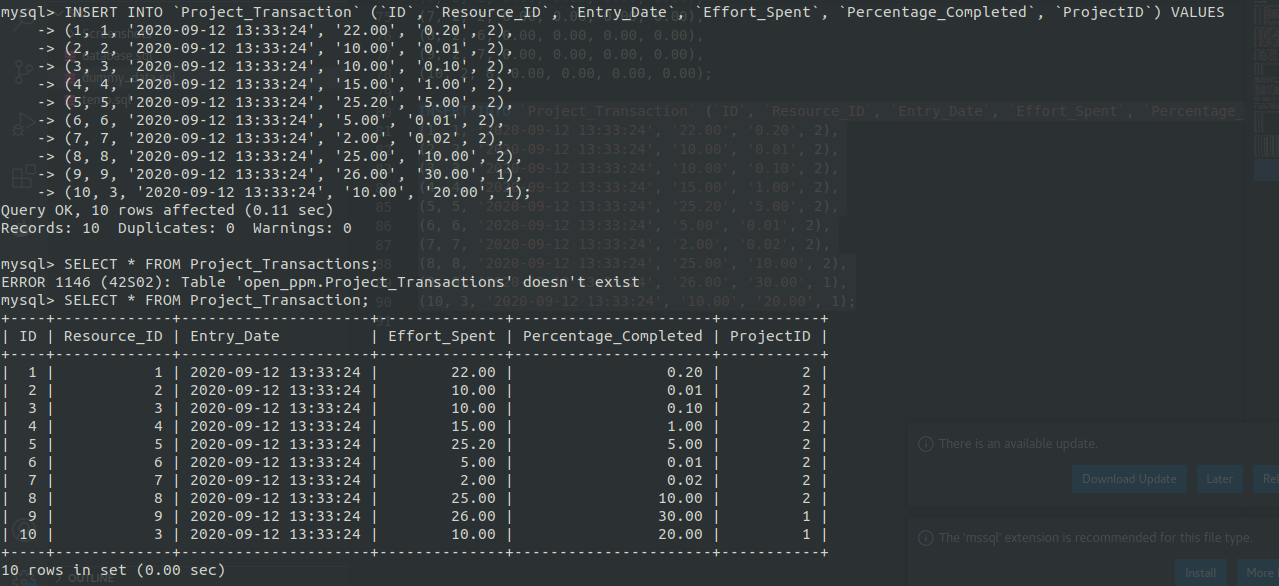 mysql> INSERT INTO `Project_Transaction` (`ID`, `Resource_ID`, `Entry_Date`, `Effort_Spent`, `Percentage_Completed`, `ProjectID`) VALUES
    -> (1, 1, '2020-09-12 13:33:24', '22.00', '0.20', 2),
    -> (2, 2, '2020-09-12 13:33:24', '10.00', '0.01', 2),
    -> (3, 3, '2020-09-12 13:33:24', '10.00', '0.10', 2),
    -> (4, 4, '2020-09-12 13:33:24', '15.00', '1.00', 2),
    -> (5, 5, '2020-09-12 13:33:24', '25.20', '5.00', 2),
    -> (6, 6, '2020-09-12 13:33:24', '5.00', '0.01', 2),
    -> (7, 7, '2020-09-12 13:33:24', '2.00', '0.02', 2),
    -> (8, 8, '2020-09-12 13:33:24', '25.00', '10.00', 2),
    -> (9, 9, '2020-09-12 13:33:24', '26.00', '30.00', 1),
    -> (10, 3, '2020-09-12 13:33:24', '10.00', '20.00', 1);
Query OK, 10 rows affected (0.11 sec)
Records: 10  Duplicates: 0  Warnings: 0
mysql> SELECT * FROM Project_Transactions;
ERROR 1146 (42S02): Table 'open_ppm.Project_Transactions' doesn't exist
mysql> SELECT * FROM Project_Transaction;
+----+-------------+---------------------+--------------+----------------------+-----------+
| ID | Resource_ID | Entry_Date          | Effort_Spent | Percentage_Completed | ProjectID |
+----+-------------+---------------------+--------------+----------------------+-----------+
|  1 |           1 | 2020-09-12 13:33:24 |        22.00 |                 0.20 |         2 |
|  2 |           2 | 2020-09-12 13:33:24 |        10.00 |                 0.01 |         2 |
|  3 |           3 | 2020-09-12 13:33:24 |        10.00 |                 0.10 |         2 |
|  4 |           4 | 2020-09-12 13:33:24 |        15.00 |                 1.00 |         2 |
|  5 |           5 | 2020-09-12 13:33:24 |        25.20 |                 5.00 |         2 |
|  6 |           6 | 2020-09-12 13:33:24 |         5.00 |                 0.01 |         2 |
|  7 |           7 | 2020-09-12 13:33:24 |         2.00 |                 0.02 |         2 |
|  8 |           8 | 2020-09-12 13:33:24 |        25.00 |                10.00 |         2 |
|  9 |           9 | 2020-09-12 13:33:24 |        26.00 |                30.00 |         1 |
| 10 |           3 | 2020-09-12 13:33:24 |        10.00 |                20.00 |         1 |
+----+-------------+---------------------+--------------+----------------------+-----------+
10 rows in set (0.00 sec)
There is an available update.
Download Update
Later
The 'mssql' extension is recommended for this file type.
Install
More
OUTLINE